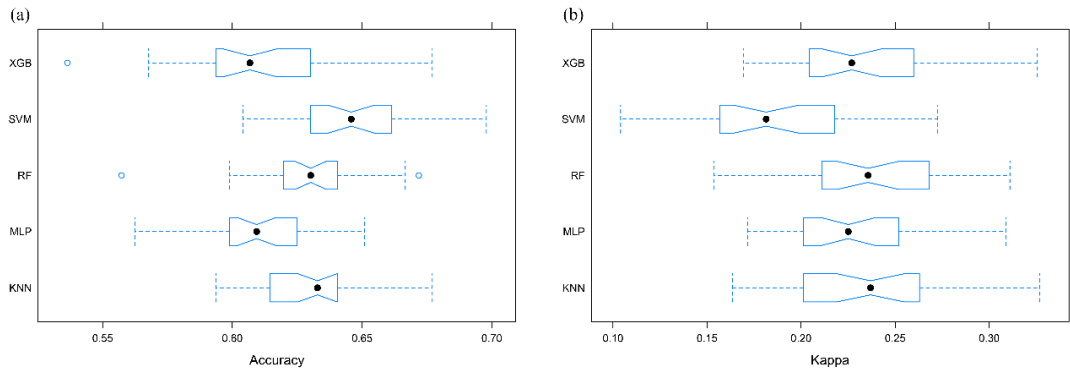 (a)
XGB
SVM
RF
MLP
KNN
0.55 0.60 0.65 0.70
Accuracy
(b)
XGB
SVM
RF
MLP
KNN
0.10 0.15 0.20 0.25 0.30
Kappa